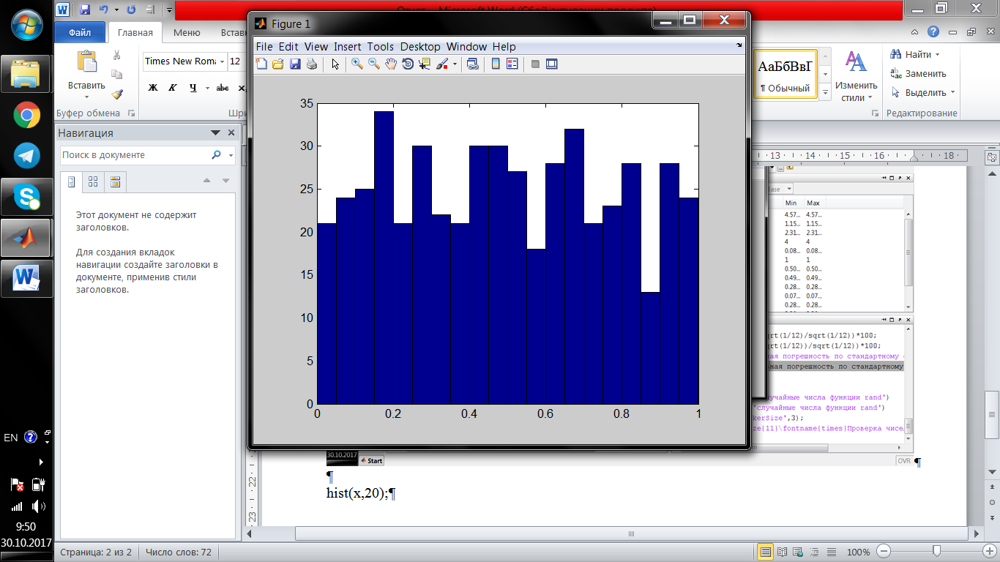 Отчет - Microsoft Word (Сбой активации продукта)
Figure 1
File Edit View Insert Tools Desktop Window Help
Файл
Главная
Меню
Вставить
Times New Roma
12
Ж К Ч abc
Буфер обмена
АаБбВвГ
¶ Обычный
Изменить
стили
Найти
Заменить
Выделить
Редактирование
Навигация
Поиск в документе
Этот документ не содержит
заголовков.
Для создания вкладок
навигации создайте заголовки в
документе, применив стили
заголовков.
35
30
25
20
15
10
5
0
0 0.2 0.4 0.6 0.8 1
13 14 15 16 18
Min Max
4.57... 4.57...
1.15... 1.15...
2.31... 2.31...
4 4
0.08... 0.08...
1 1
0.50... 0.50...
0.49... 0.49...
0.28... 0.28...
0.07... 0.07...
0.28... 0.28...
qrt(1/12)/sqrt(1/12))*100;
qrt(1/12))/sqrt(1/12))*100;
ная погрешность по стандартному
ьная погрешность по стандартному
случайные числа функции rand')
'случайные числа функции rand')
kerSize',3);
ze{11}\fontname{times}Проверка чисел
30.10.2017
Start
OVR
¶
¶
hist(x,20);¶
22
23
EN
9:50
30.10.2017
Страница: 2 из 2
Число слов: 72
100%